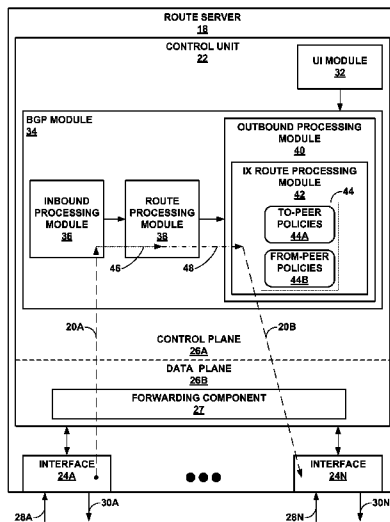 ROUTE SERVER
18
CONTROL UNIT
22
UI MODULE
32
BGP MODULE
34
OUTBOUND PROCESSING
MODULE
40
IX ROUTE PROCESSING
MODULE
42
44
TO-PEER
POLICIES
44A
FROM-PEER
POLICIES
44B
INBOUND
PROCESSING
MODULE
36
ROUTE
PROCESSING
MODULE
38
46
48
20A
20B
CONTROL PLANE
26A
DATA PLANE
26B
FORWARDING COMPONENT
27
INTERFACE
24A
INTERFACE
24N
28A
30A
28N
30N